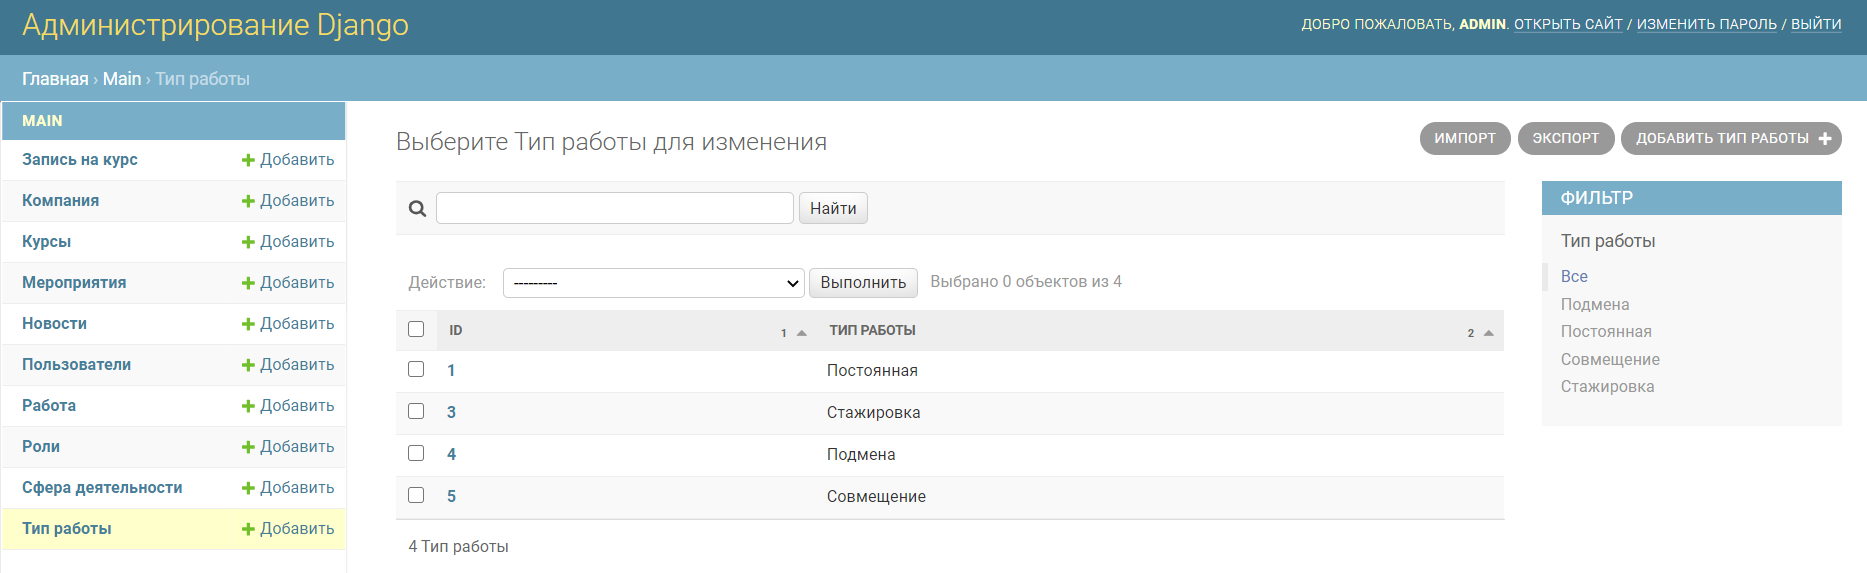 Администрирование Django
ДОБРО ПОЖАЛОВАТЬ, ADMIN. ОТКРЫТЬ САЙТ / ИЗМЕНИТЬ ПАРОЛЬ / ВЫЙТИ
Главная › Main › Тип работы
MAIN
Запись на курс Добавить
Компания Добавить
Курсы Добавить
Мероприятия Добавить
Новости Добавить
Пользователи Добавить
Работа Добавить
Роли Добавить
Сфера деятельности Добавить
Тип работы Добавить
Выберите Тип работы для изменения
ИМПОРТ ЭКСПОРТ ДОБАВИТЬ ТИП РАБОТЫ
Найти
Действие: --------- Выполнить Выбрано 0 объектов из 4
ID 1 ТИП РАБОТЫ 2
1 Постоянная
3 Стажировка
4 Подмена
5 Совмещение
4 Тип работы
ФИЛЬТР
Тип работы
Все
Подмена
Постоянная
Совмещение
Стажировка